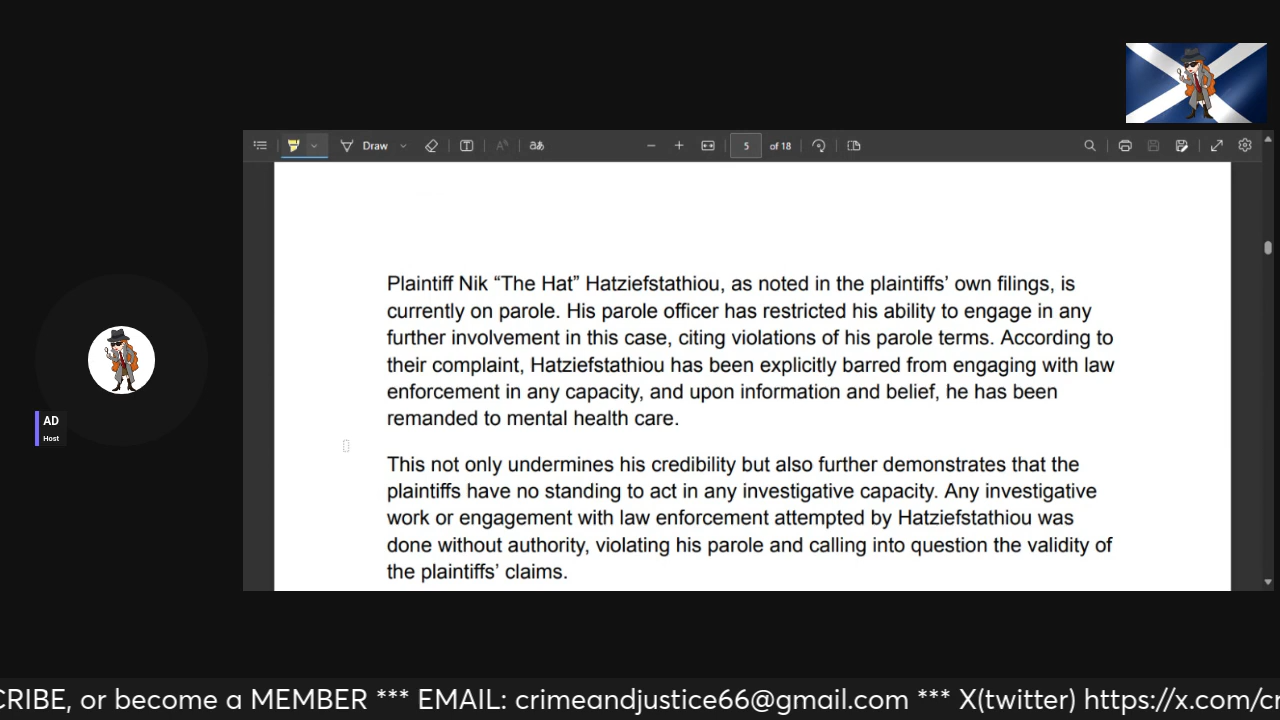 Draw
5 of 18
Plaintiff Nik “The Hat” Hatziefstathiou, as noted in the plaintiffs’ own filings, is
currently on parole. His parole officer has restricted his ability to engage in any
further involvement in this case, citing violations of his parole terms. According to
their complaint, Hatziefstathiou has been explicitly barred from engaging with law
enforcement in any capacity, and upon information and belief, he has been
remanded to mental health care.
This not only undermines his credibility but also further demonstrates that the
plaintiffs have no standing to act in any investigative capacity. Any investigative
work or engagement with law enforcement attempted by Hatziefstathiou was
done without authority, violating his parole and calling into question the validity of
the plaintiffs’ claims.
AD
Host
CRIBE, or become a MEMBER *** EMAIL: crimeandjustice66@gmail.com *** X(twitter) https://x.com/cr